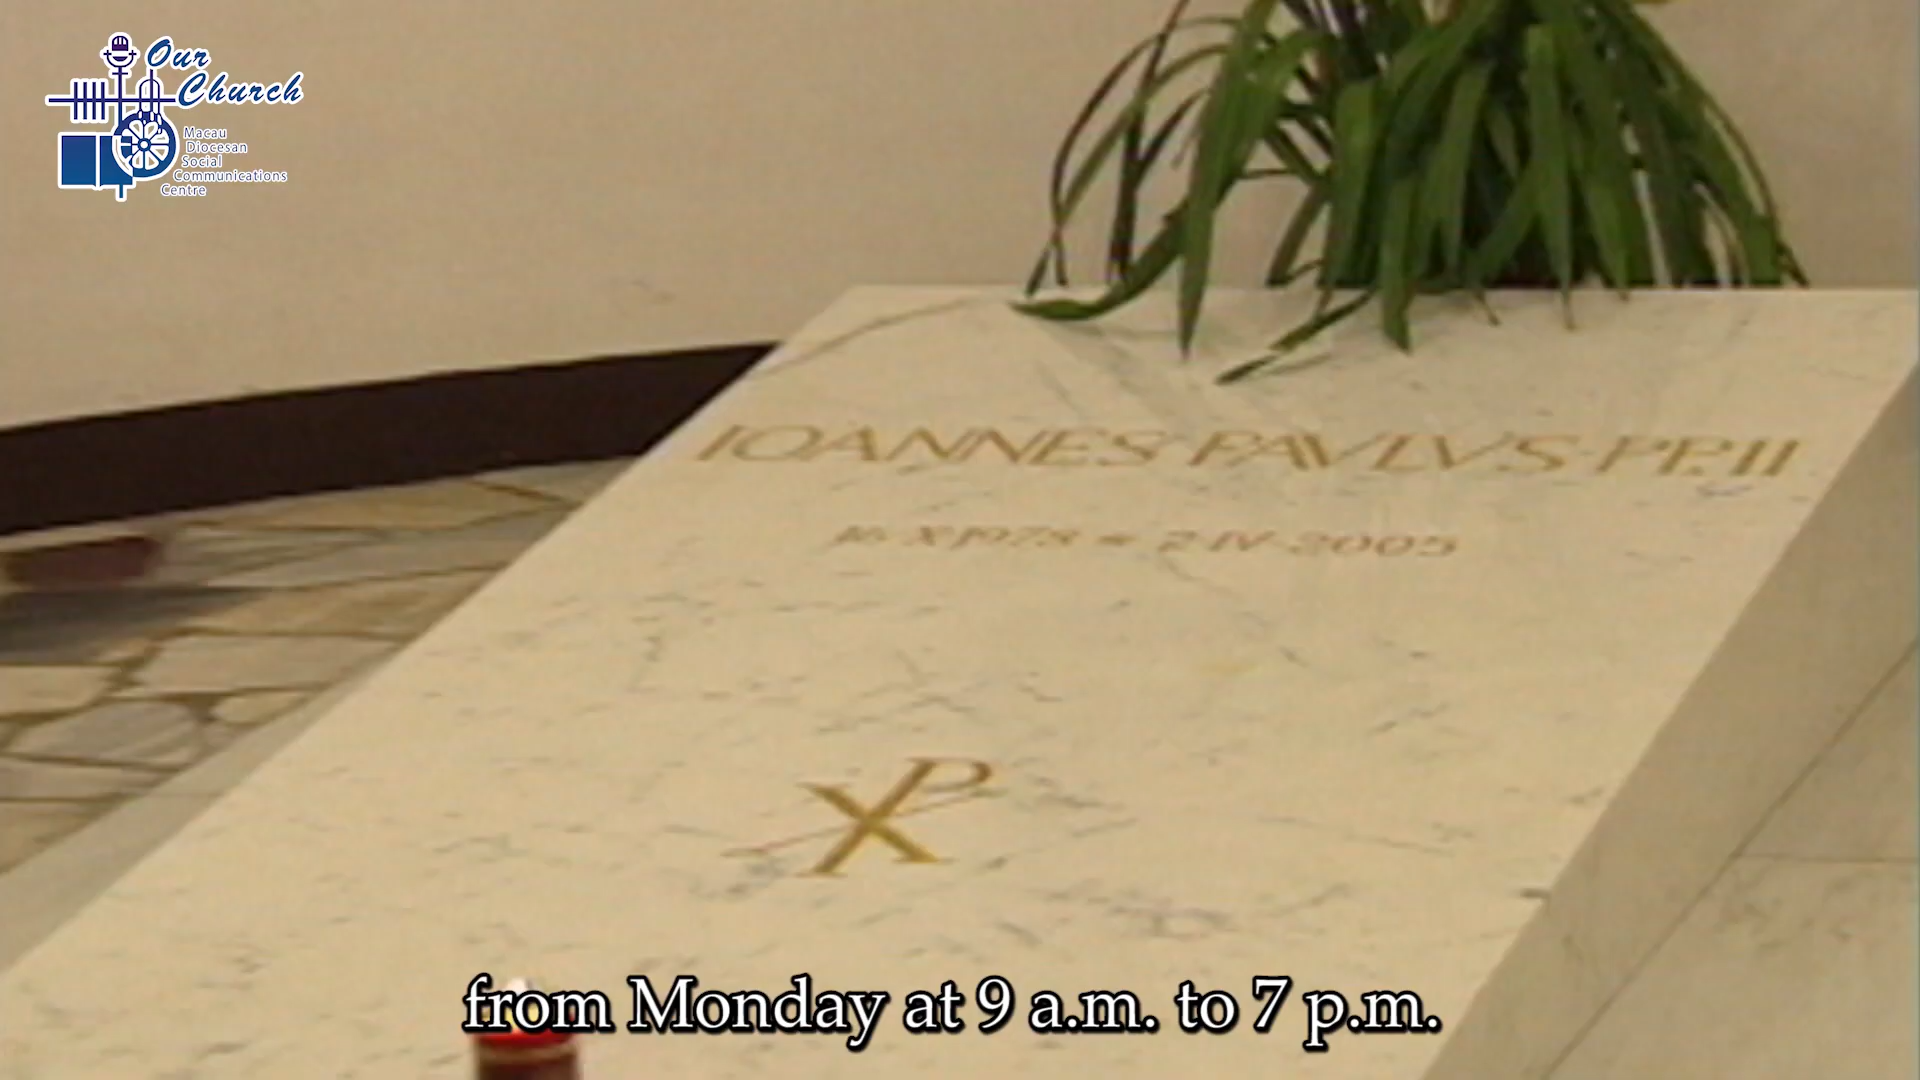 Our
Church
Macau
Diocesan
Social
Communications
Centre
IOANNES·PAVLVS·PP.II
16·X·1978 * 2·IV·2005
from Monday at 9 a.m. to 7 p.m.